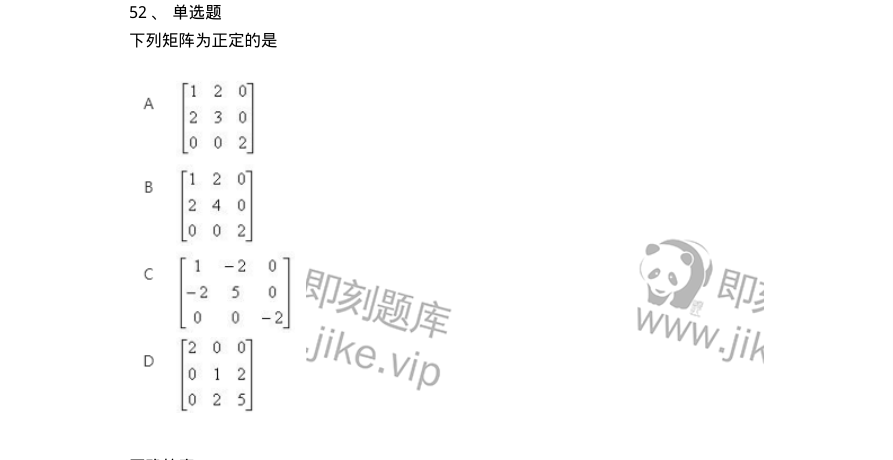 52 、 单选题
下列矩阵为正定的是
A
1 2 0
2 3 0
0 0 2
B
1 2 0
2 4 0
0 0 2
C
1 -2 0
-2 5 0
0 0 -2
D
2 0 0
0 1 2
0 2 5
即刻题库
.jike.vip
即刻
www.jik